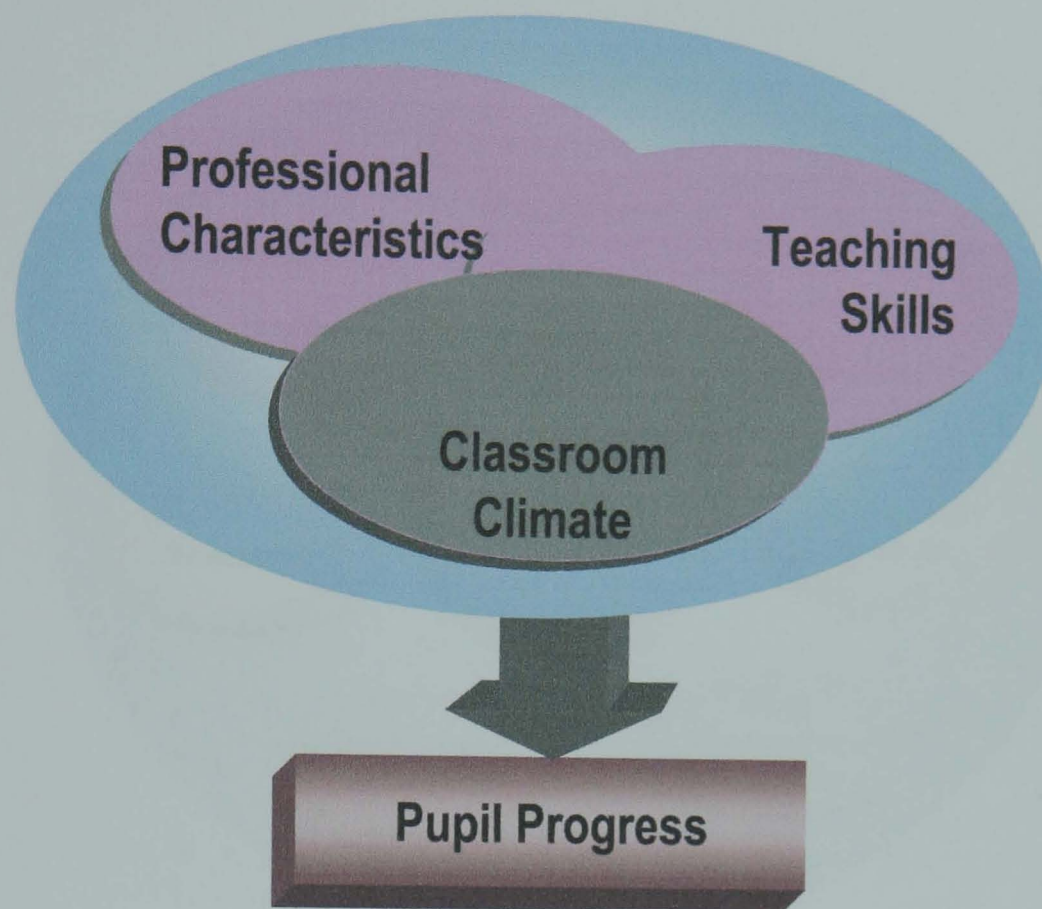 Professional
Characteristics
Teaching
Skills
Classroom
Climate
Pupil Progress